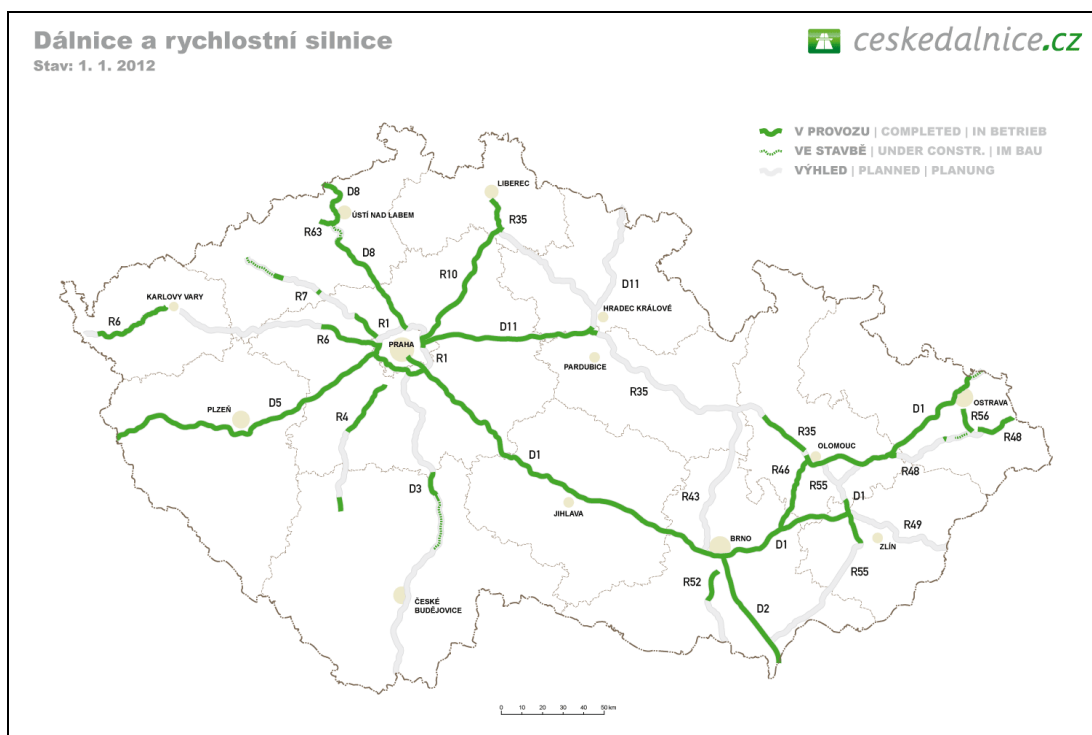 Dálnice a rychlostní silnice
Stav: 1. 1. 2012
ceskedalnice.cz
V PROVOZU | COMPLETED | IN BETRIEB
VE STAVBĚ | UNDER CONSTR. | IM BAU
VÝHLED | PLANNED | PLANUNG
D8
LIBEREC
ÚSTÍ NAD LABEM
R63
R35
D8
R10
D11
R7
KARLOVY VARY
HRADEC KRÁLOVÉ
R6
R1
D11
R6
PRAHA
R1
PARDUBICE
R35
D5
PLZEŇ
R4
D1
OSTRAVA
R56
R35
R48
OLOMOUC
D1
R46
R48
R55
D3
R43
JIHLAVA
D1
R49
BRNO
D1
ZLÍN
R55
R52
ČESKÉ
BUDĚJOVICE
D2
0 10 20 30 40 50 km